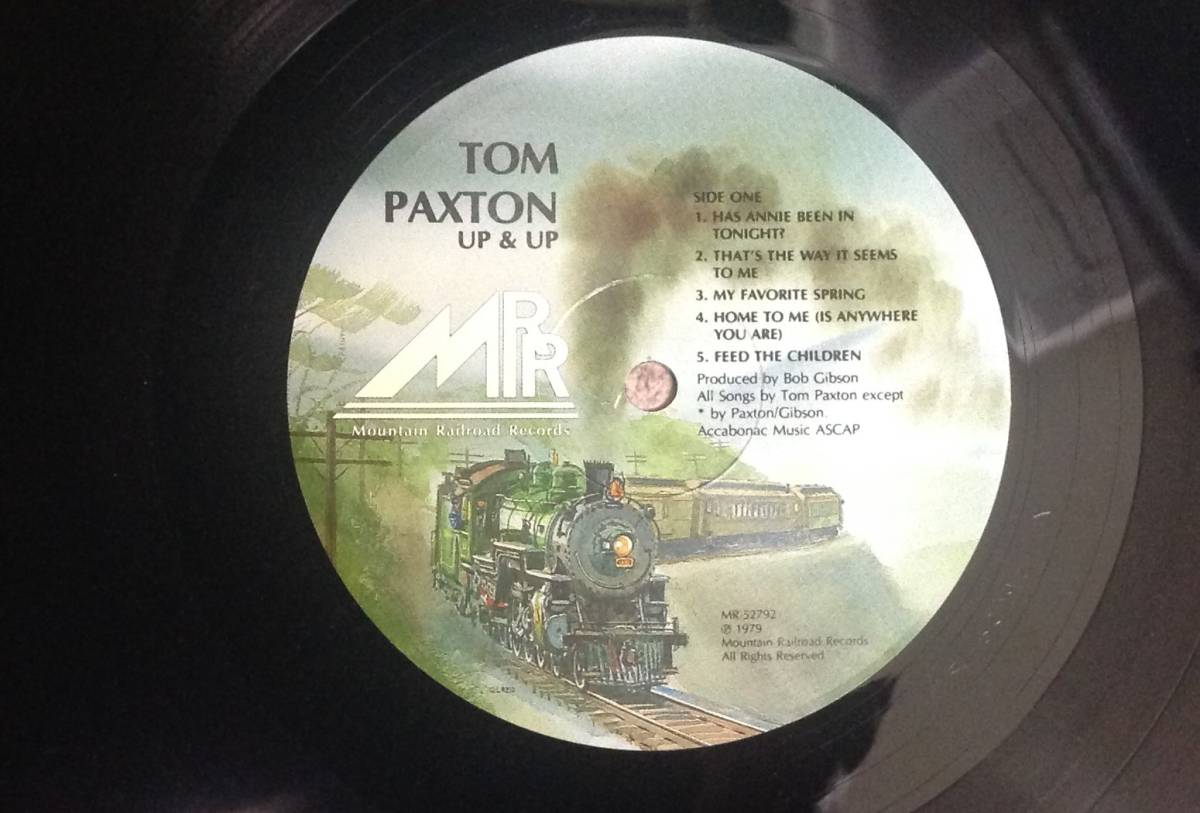 TOM
PAXTON
UP & UP
MRR
Mountain Railroad Records
SIDE ONE
1. HAS ANNIE BEEN IN
TONIGHT?
2. THAT'S THE WAY IT SEEMS
TO ME
3. MY FAVORITE SPRING
4. HOME TO ME (IS ANYWHERE
YOU ARE)
5. FEED THE CHILDREN
Produced by Bob Gibson
All Songs by Tom Paxton except
* by Paxton/Gibson.
Accabonac Music ASCAP
MR 52792
℗ 1979
Mountain Railroad Records
All Rights Reserved